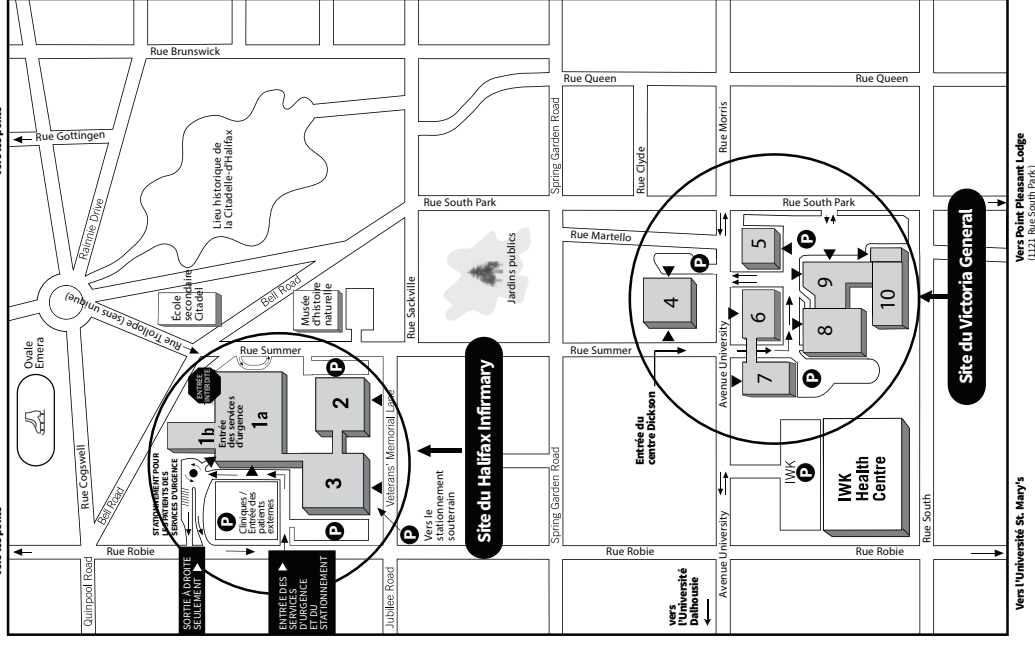 Rue Brunswick
Rue Gottingen
Rainnie Drive
Lieu historique de
la Citadelle-d'Halifax
Rue Queen
Rue Queen
Spring Garden Road
Rue Clyde
Rue Morris
Rue South Park
Rue South Park
Rue Martello
Jardins publics
Ovale
Emera
Rue Trollope (sens unique)
École
secondaire
Citadel
Bell Road
Musée
d'histoire
naturelle
Rue Sackville
Rue Summer
Rue Summer
Rue Cogswell
Bell Road
ENTRÉE
INTERDITE
1b
Entrée
des services
d'urgence
1a
2
3
P
STATIONNEMENT POUR
LES PATIENTS DES
SERVICES D'URGENCE
P
Cliniques /
Entrée des
patients
externes
P
Veterans' Memorial Lane
P
Vers le
stationnement
souterrain
Site du Halifax Infirmary
Spring Garden Road
Rue Robie
Rue Robie
Rue Robie
Quinpool Road
Jubilee Road
SORTIE À DROITE
SEULEMENT
ENTRÉE DES
SERVICES
D'URGENCE
ET DU
STATIONNEMENT
4
P
5
P
6
7
P
8
9
10
Avenue University
Entrée du
centre Dickson
Site du Victoria General
IWK
P
IWK
Health
Centre
Avenue University
Rue South
vers
l'Université
Dalhousie
Vers Point Pleasant Lodge
(1121 Rue South Park)
Vers l'Université St. Mary's